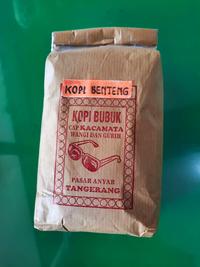 KOPI BENTENG
KOPI BUBUK
CAP KACAMATA
WANGI DAN GURIH
PASAR ANYAR
TANGERANG